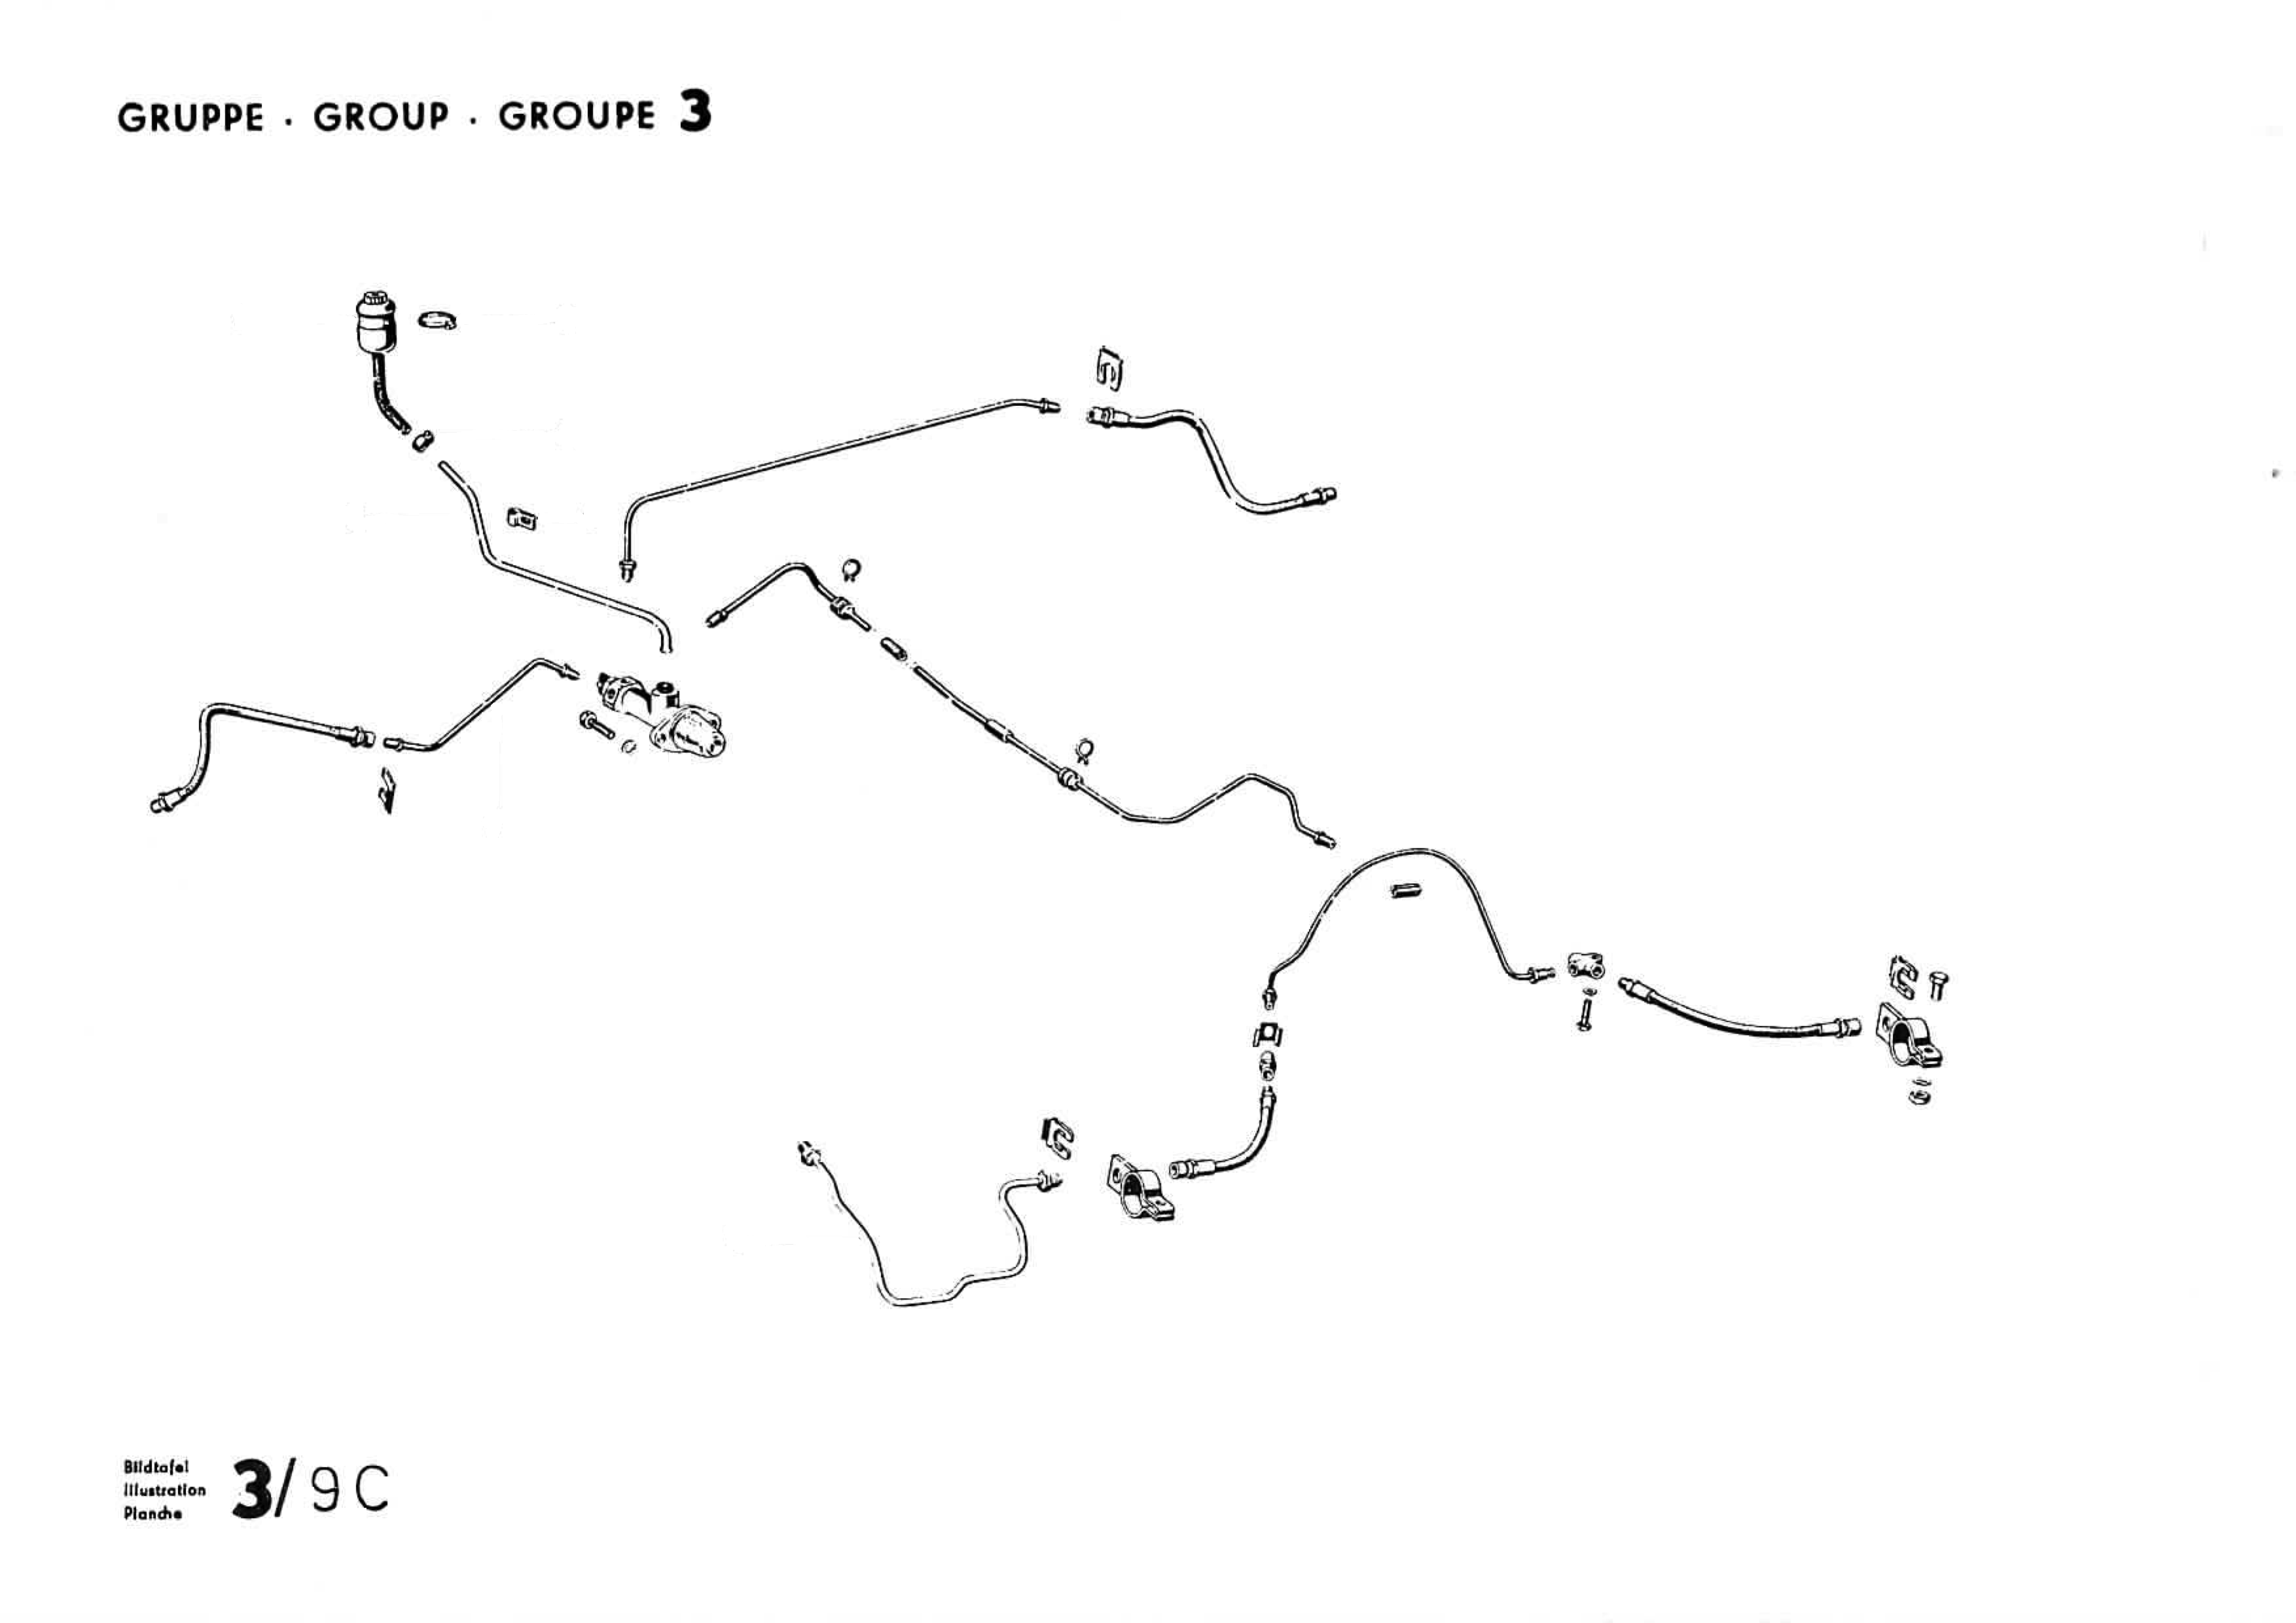 GRUPPE · GROUP · GROUPE 3
Bildtafel
Illustration
Planche
3/9C